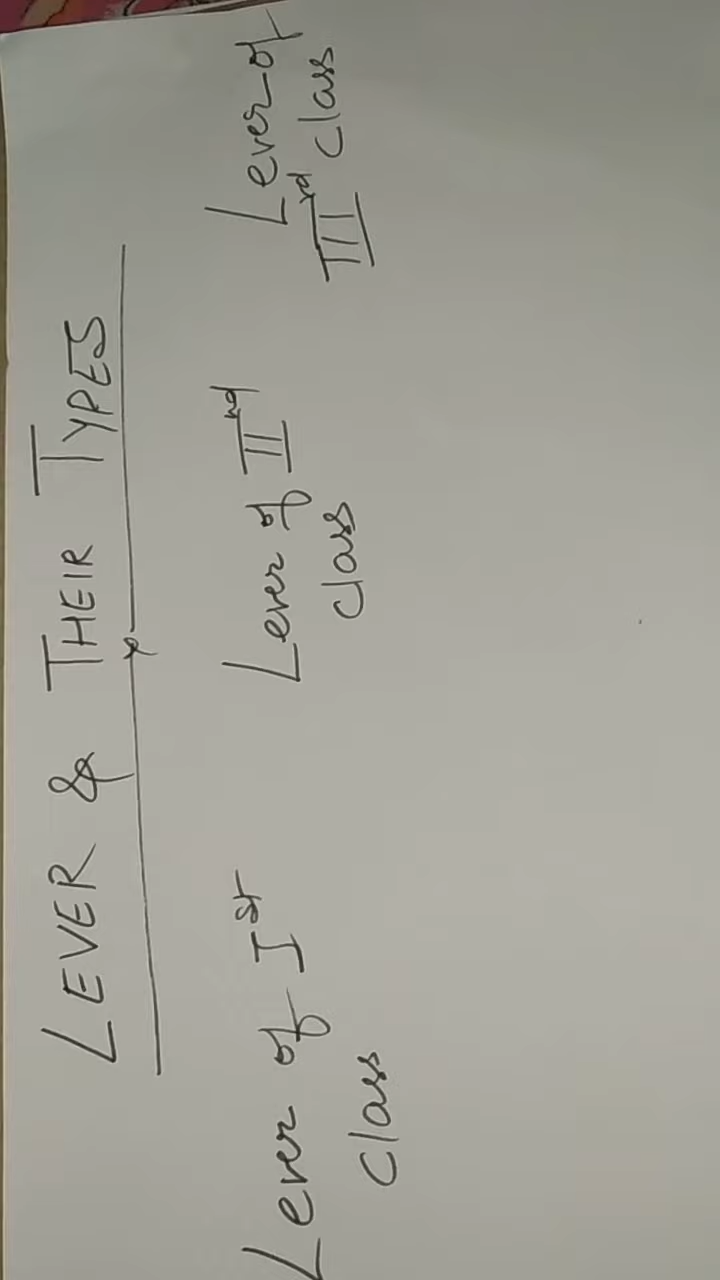 LEVER & THEIR TYPES
Lever of Ist
class
Lever of IInd
class
Lever of
IIIrd class